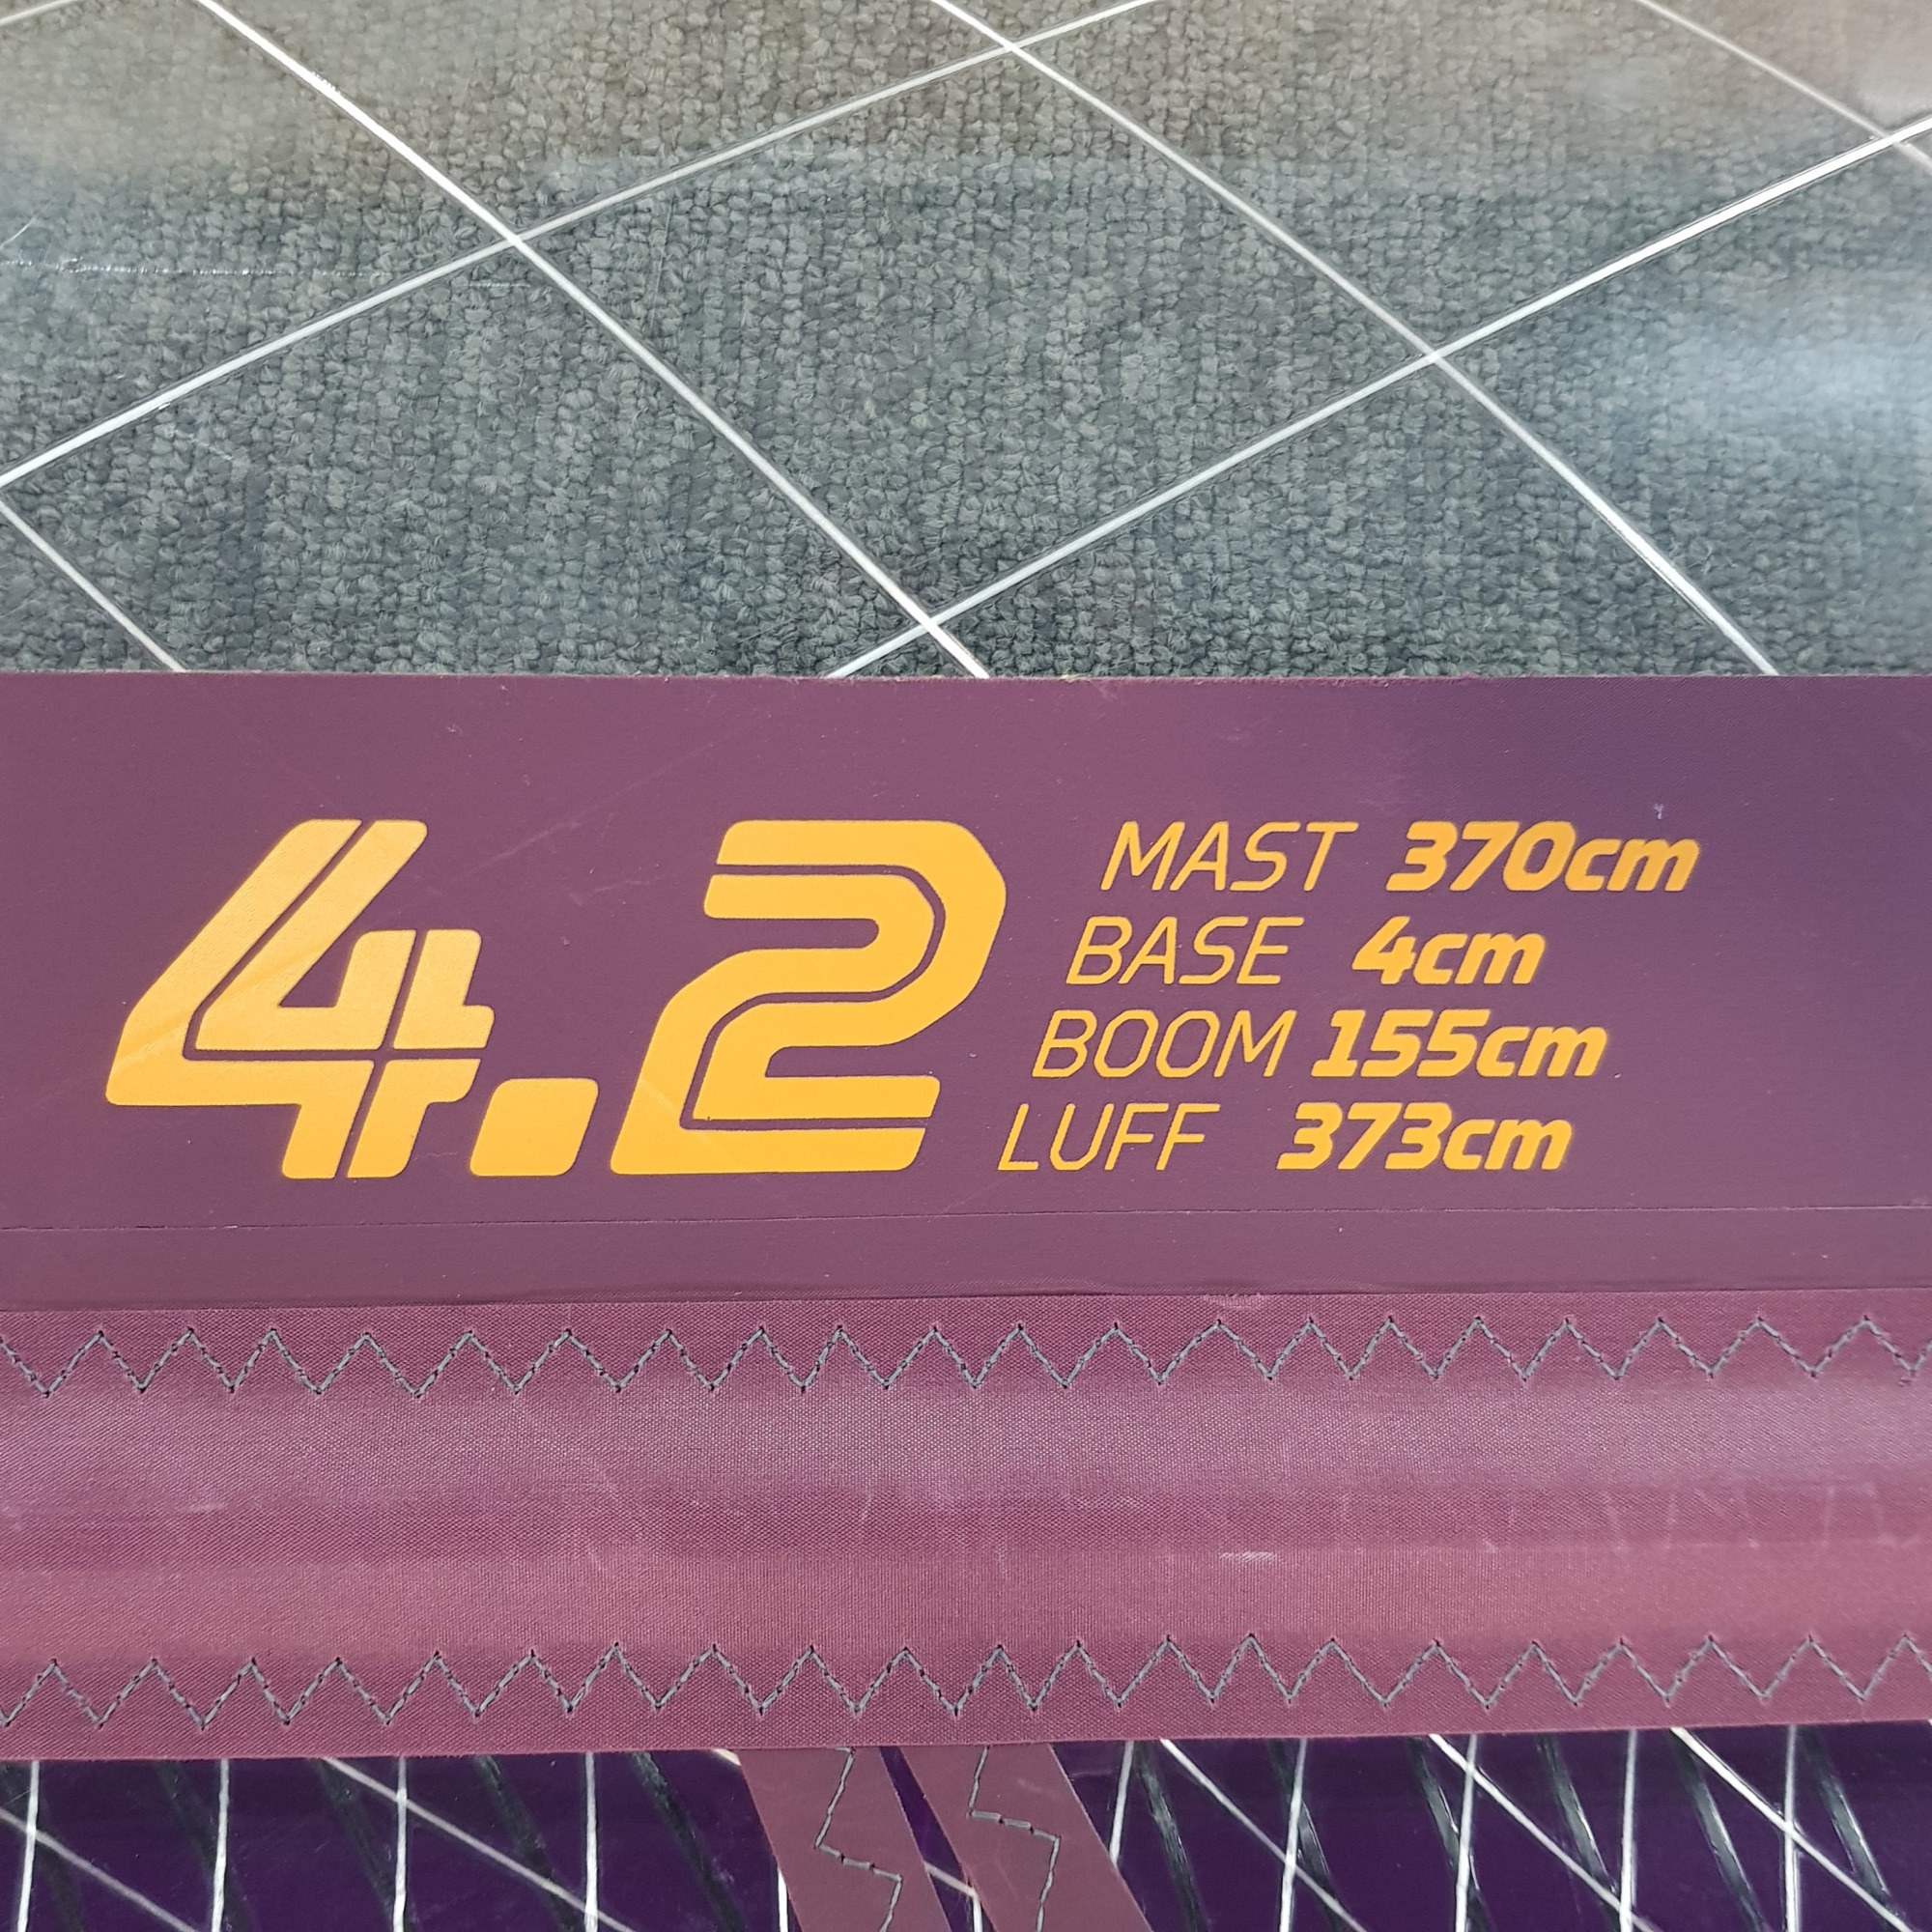 4.2
MAST 370cm
BASE 4cm
BOOM 155cm
LUFF 373cm